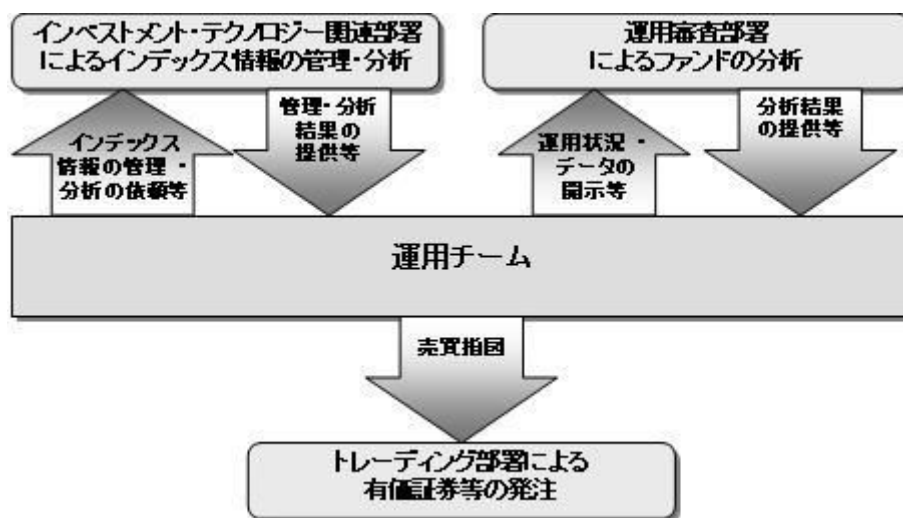 インベストメント・テクノロジー関連部署
によるインデックス情報の管理・分析
運用審査部署
によるファンドの分析
インデックス
情報の管理・
分析の依頼等
管理・分析
結果の
提供等
運用状況・
データの
開示等
分析結果
の提供等
運用チーム
売買指図
トレーディング部署による
有価証券等の発注